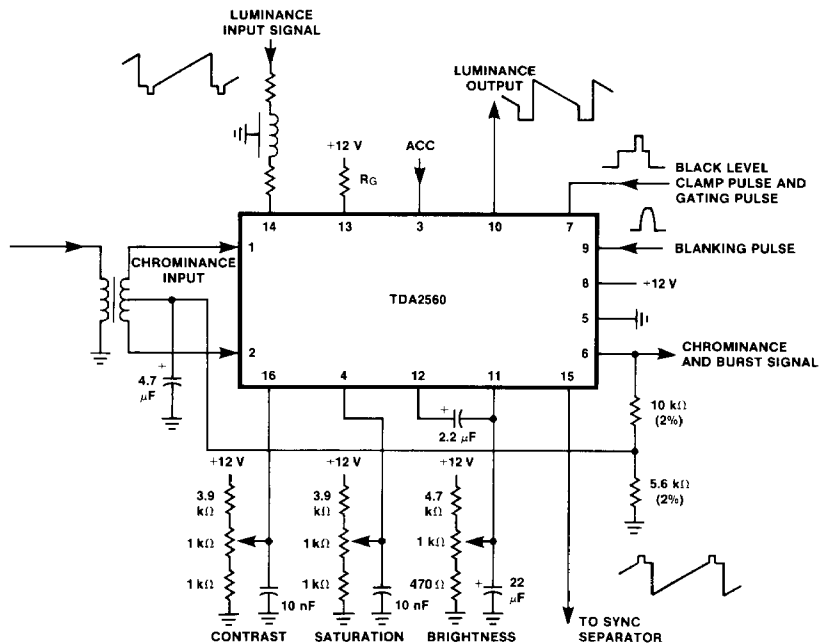 LUMINANCE
INPUT SIGNAL
LUMINANCE
OUTPUT
+12 V
ACC
R_G
BLACK LEVEL
CLAMP PULSE AND
GATING PULSE
14
13
3
10
7
1
9
BLANKING PULSE
CHROMINANCE
INPUT
8
+12 V
TDA2560
5
2
6
CHROMINANCE
AND BURST SIGNAL
16
4
12
11
15
+
4.7
µF
+
2.2 µF
10 kΩ
(2%)
+12 V
+12 V
+12 V
5.6 kΩ
(2%)
3.9
kΩ
3.9
kΩ
4.7
kΩ
1 kΩ
1 kΩ
1 kΩ
1 kΩ
1 kΩ
470 Ω
+
22
µF
10 nF
10 nF
CONTRAST
SATURATION
BRIGHTNESS
TO SYNC
SEPARATOR